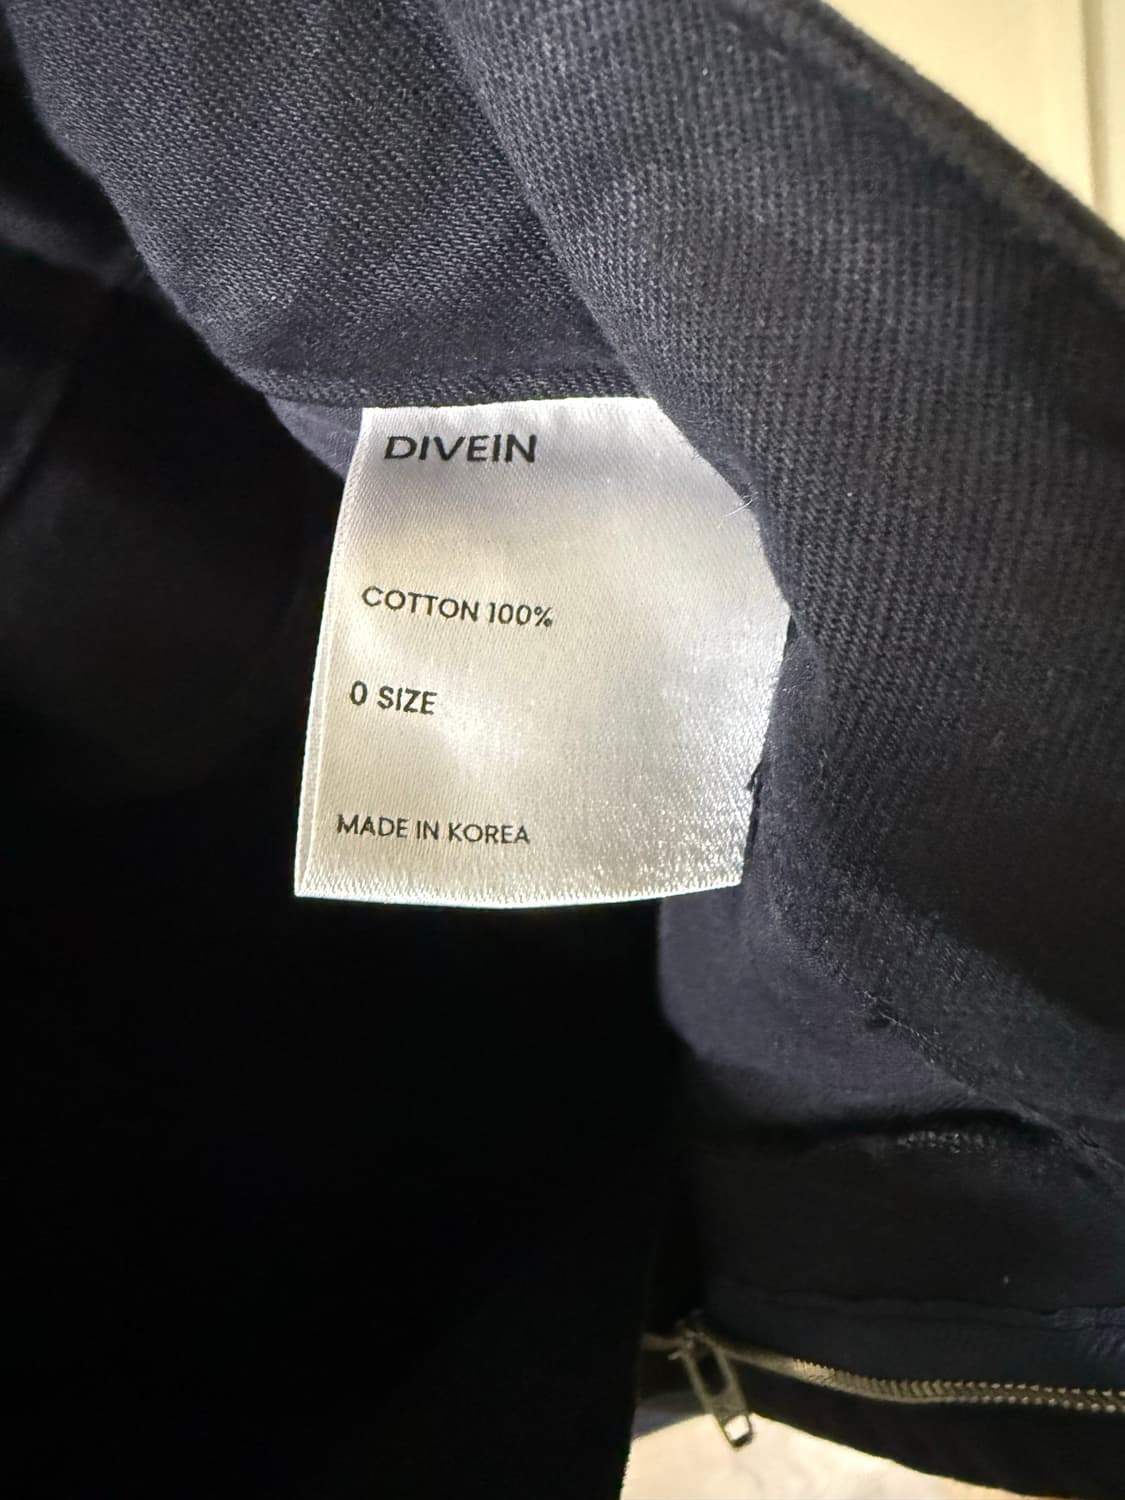 DIVEIN
COTTON 100%
0 SIZE
MADE IN KOREA